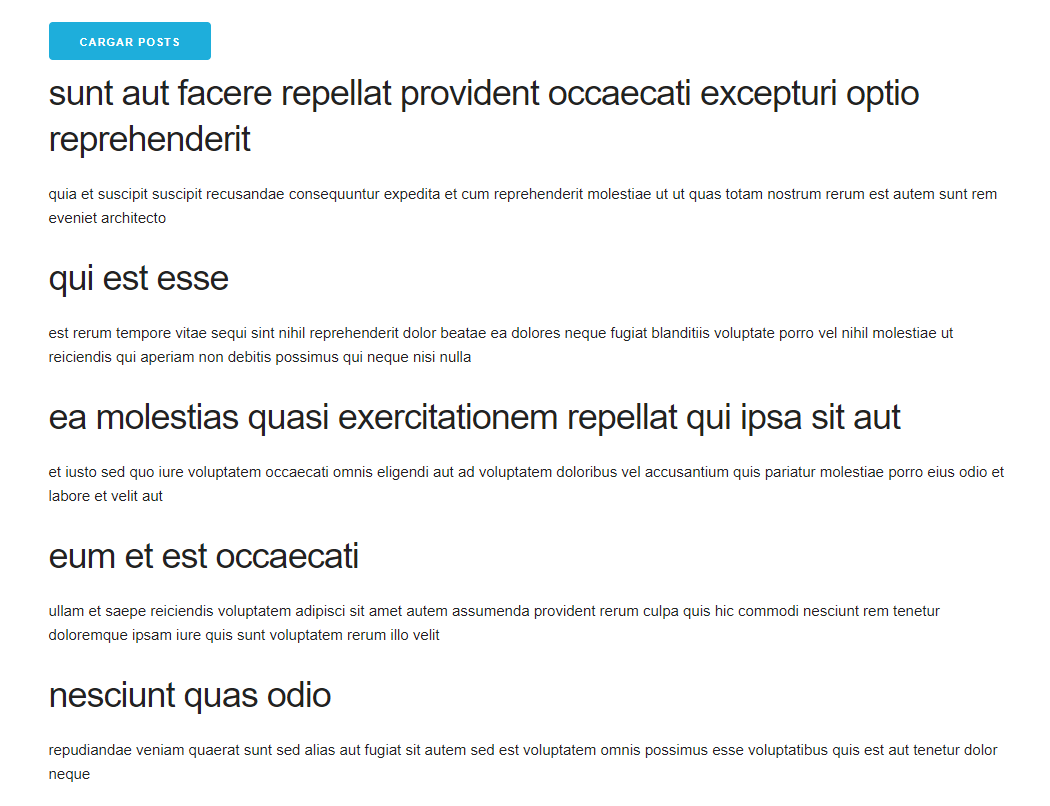 CARGAR POSTS
sunt aut facere repellat provident occaecati excepturi optio
reprehenderit
quia et suscipit suscipit recusandae consequuntur expedita et cum reprehenderit molestiae ut ut quas totam nostrum rerum est autem sunt rem
eveniet architecto
qui est esse
est rerum tempore vitae sequi sint nihil reprehenderit dolor beatae ea dolores neque fugiat blanditiis voluptate porro vel nihil molestiae ut
reiciendis qui aperiam non debitis possimus qui neque nisi nulla
ea molestias quasi exercitationem repellat qui ipsa sit aut
et iusto sed quo iure voluptatem occaecati omnis eligendi aut ad voluptatem doloribus vel accusantium quis pariatur molestiae porro eius odio et
labore et velit aut
eum et est occaecati
ullam et saepe reiciendis voluptatem adipisci sit amet autem assumenda provident rerum culpa quis hic commodi nesciunt rem tenetur
doloremque ipsam iure quis sunt voluptatem rerum illo velit
nesciunt quas odio
repudiandae veniam quaerat sunt sed alias aut fugiat sit autem sed est voluptatem omnis possimus esse voluptatibus quis est aut tenetur dolor
neque